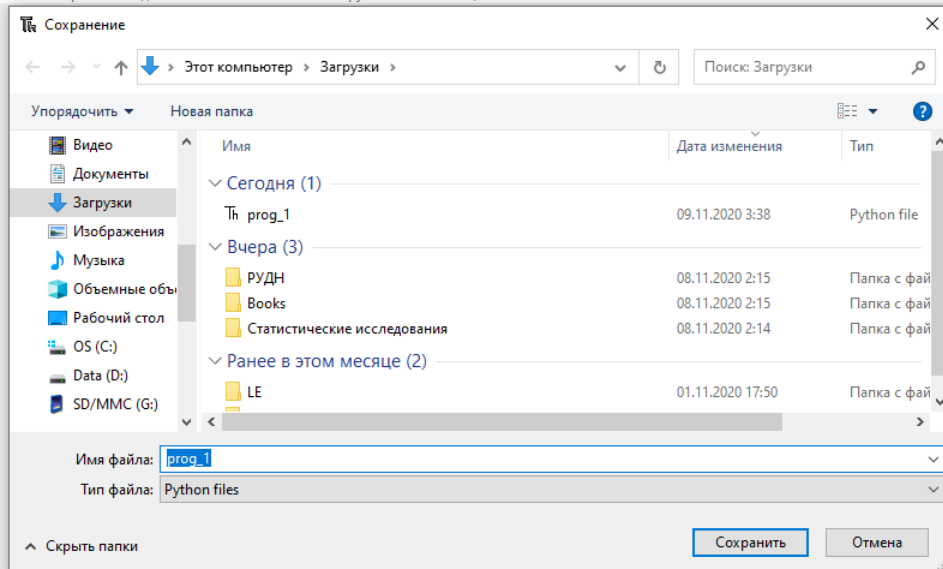 Сохранение
Этот компьютер > Загрузки >
Поиск: Загрузки
Упорядочить
Новая папка
Видео
Документы
Загрузки
Изображения
Музыка
Объемные объ
Рабочий стол
OS (C:)
Data (D:)
SD/MMC (G:)
Имя
Дата изменения
Тип
Сегодня (1)
prog_1 09.11.2020 3:38 Python file
Вчера (3)
РУДН 08.11.2020 2:15 Папка с фай
Books 08.11.2020 2:15 Папка с фай
Статистические исследования 08.11.2020 2:14 Папка с фай
Ранее в этом месяце (2)
LE 01.11.2020 17:50 Папка с фай
Имя файла: prog_1
Тип файла: Python files
Скрыть папки
Сохранить
Отмена